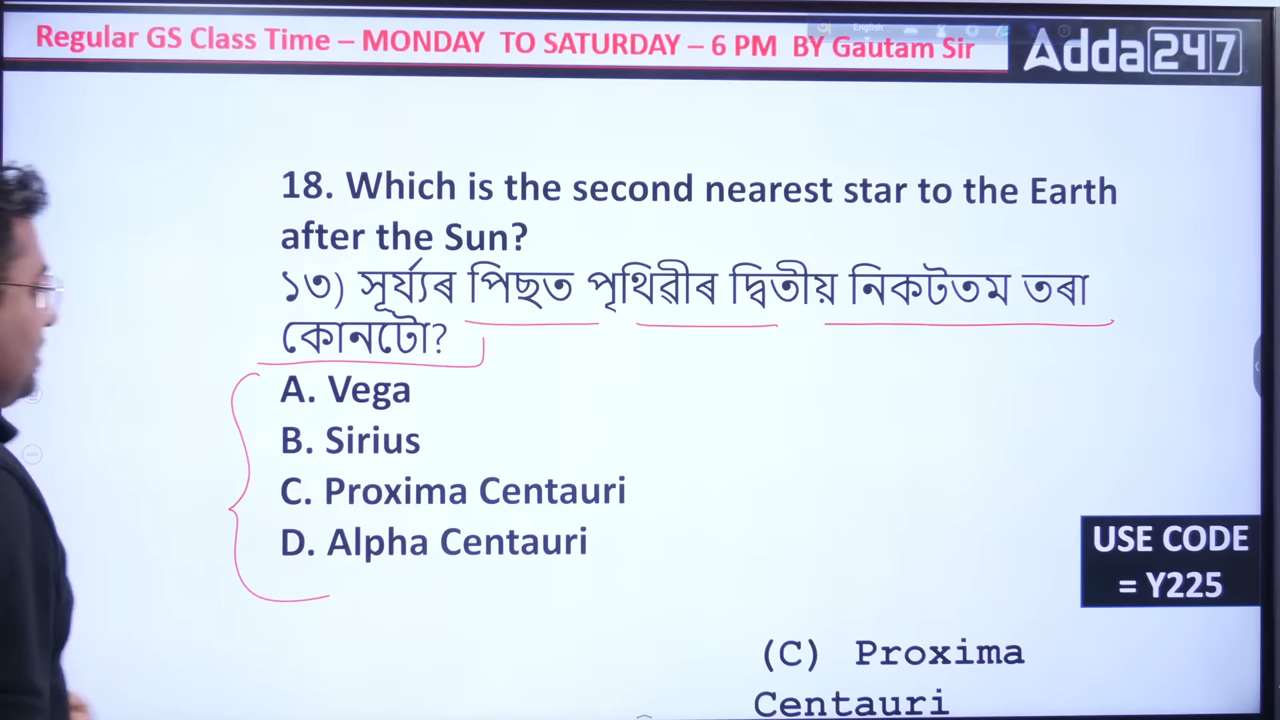 Regular GS Class Time – MONDAY TO SATURDAY – 6 PM BY Gautam Sir
Adda247
18. Which is the second nearest star to the Earth
after the Sun?
১৩) সূৰ্য্যৰ পিছত পৃথিৱীৰ দ্বিতীয় নিকটতম তৰা
কোনটো?
A. Vega
B. Sirius
C. Proxima Centauri
D. Alpha Centauri
USE CODE
= Y225
(C) Proxima
Centauri